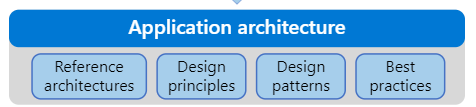 Application architecture
Reference
architectures
Design
principles
Design
patterns
Best
practices